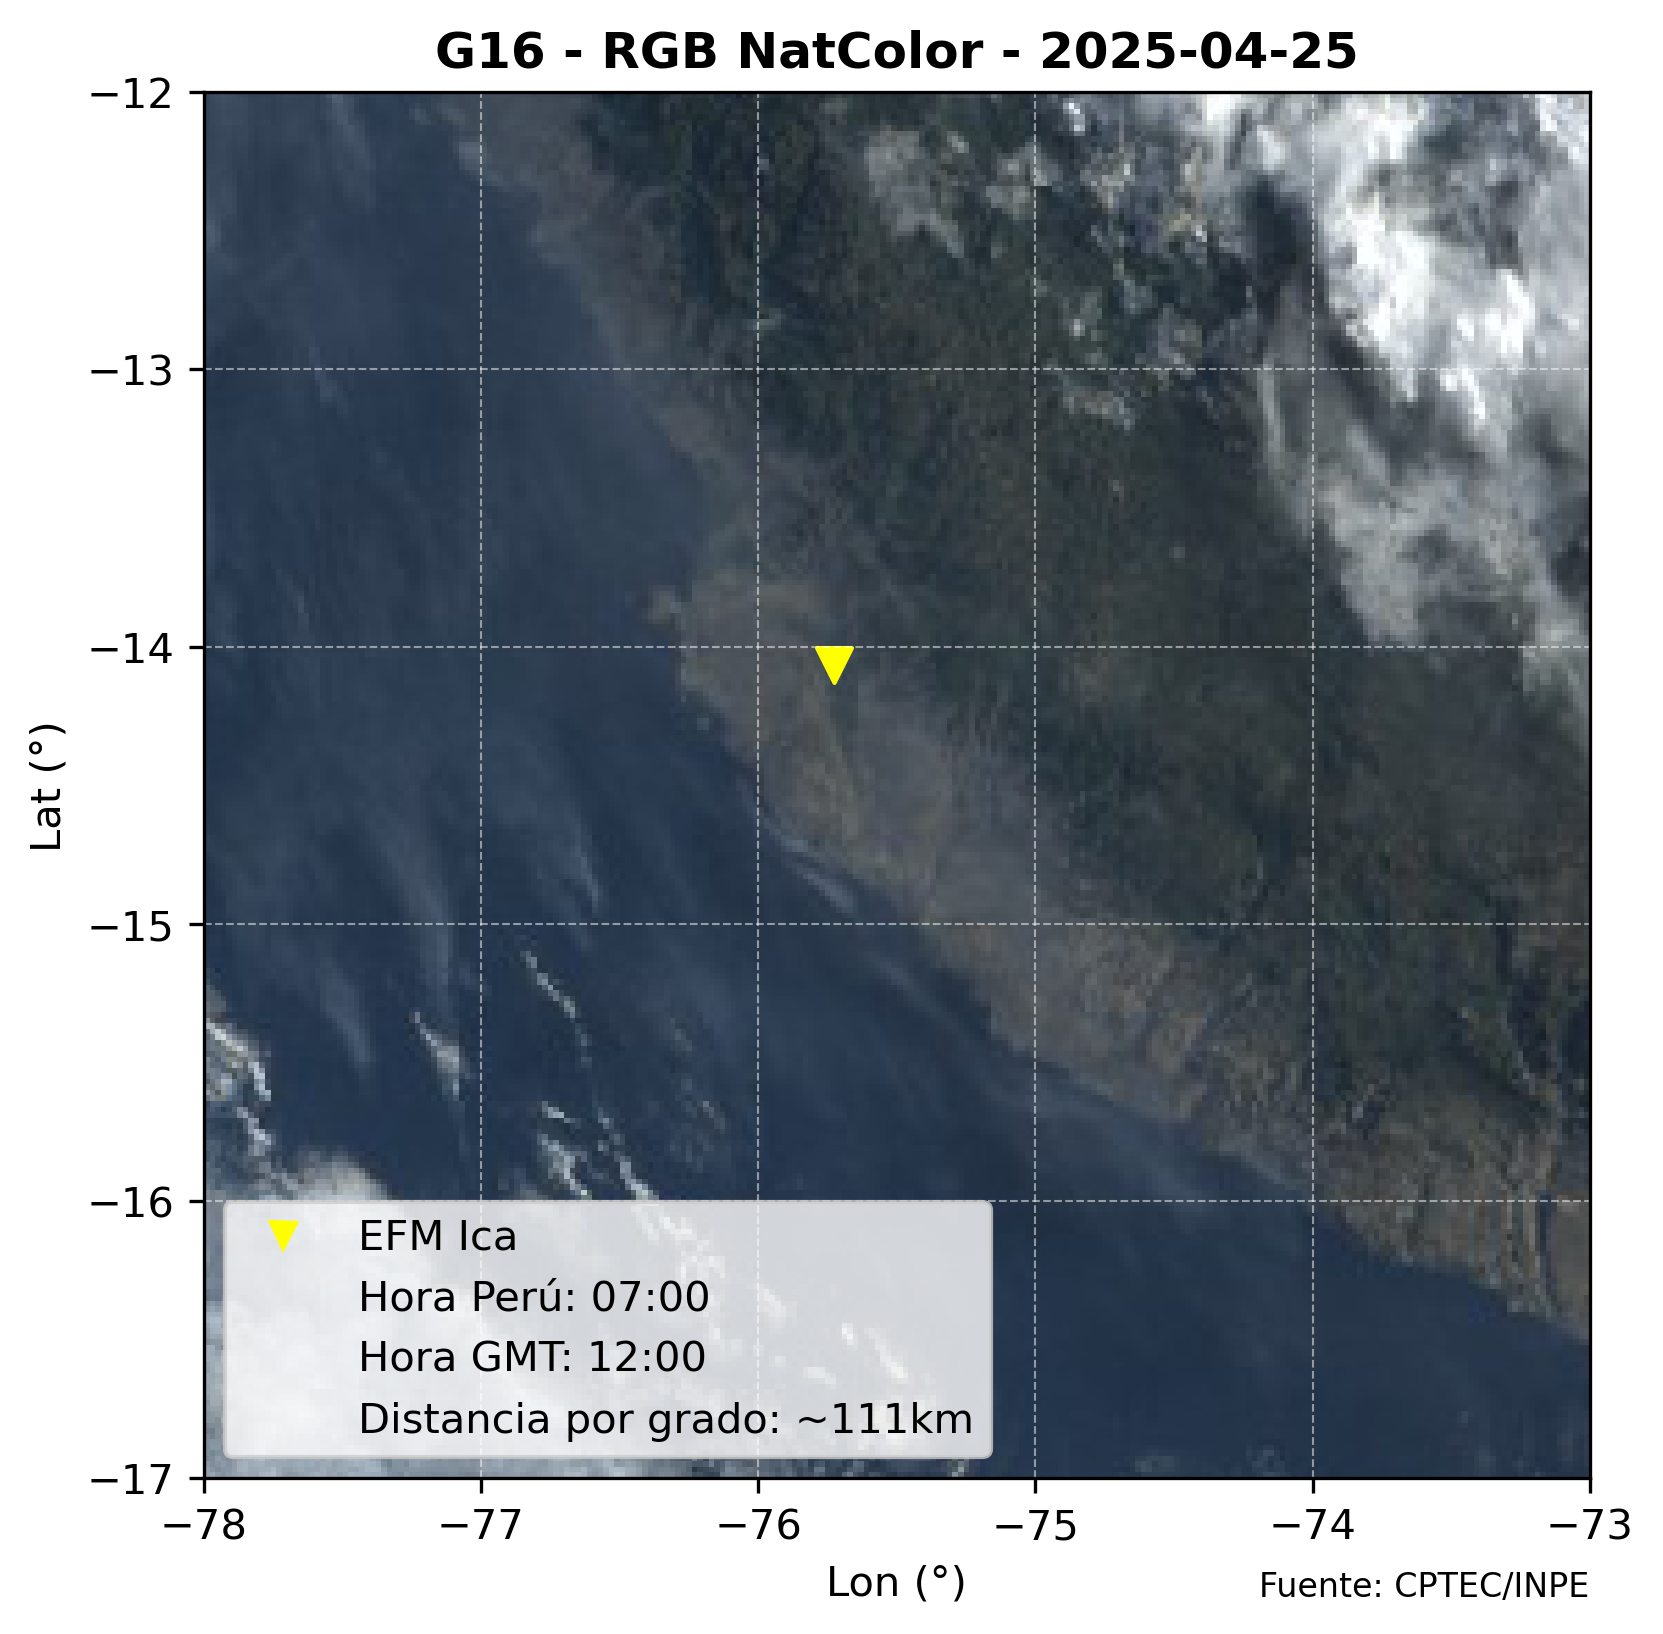 G16 - RGB NatColor - 2025-04-25
−12
−13
−14
−15
−16
−17
Lat (°)
EFM Ica
Hora Perú: 07:00
Hora GMT: 12:00
Distancia por grado: ~111km
−78
−77
−76
−75
−74
−73
Lon (°)
Fuente: CPTEC/INPE